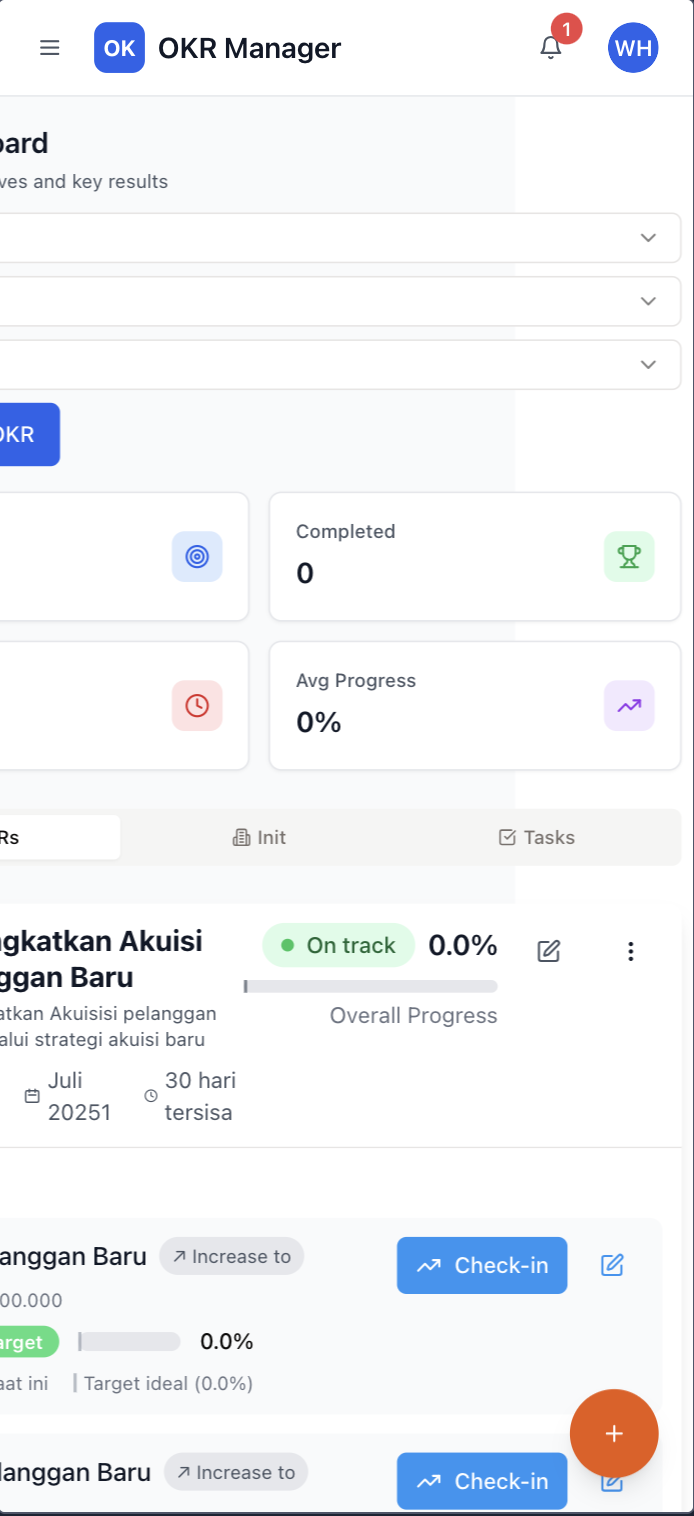 OK OKR Manager 1 WH
oard
ves and key results
OKR
Completed
0
Avg Progress
0%
Rs Init Tasks
ngkatkan Akuisi
ggan Baru
On track 0.0%
Overall Progress
atkan Akuisisi pelanggan
alui strategi akuisi baru
Juli
20251
30 hari
tersisa
anggan Baru Increase to Check-in
00.000
arget 0.0%
aat ini Target ideal (0.0%)
langgan Baru Increase to Check-in
+